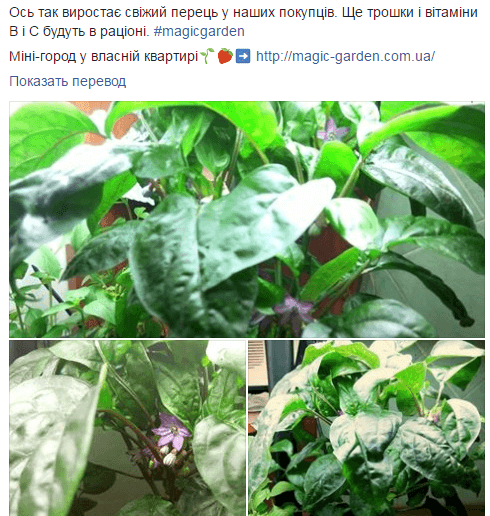 Ось так виростає свіжий перець у наших покупців. Ще трошки і вітаміни
В і С будуть в раціоні. #magicgarden
Міні-город у власній квартирі🌱🍓➡ http://magic-garden.com.ua/
Показать перевод